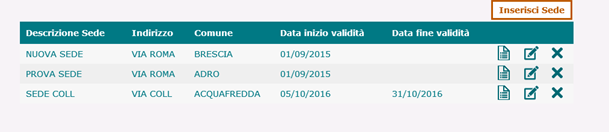 Inserisci Sede
Descrizione Sede Indirizzo Comune Data inizio validità Data fine validità
NUOVA SEDE VIA ROMA BRESCIA 01/09/2015
PROVA SEDE VIA ROMA ADRO 01/09/2015
SEDE COLL VIA COLL ACQUAFREDDA 05/10/2016 31/10/2016